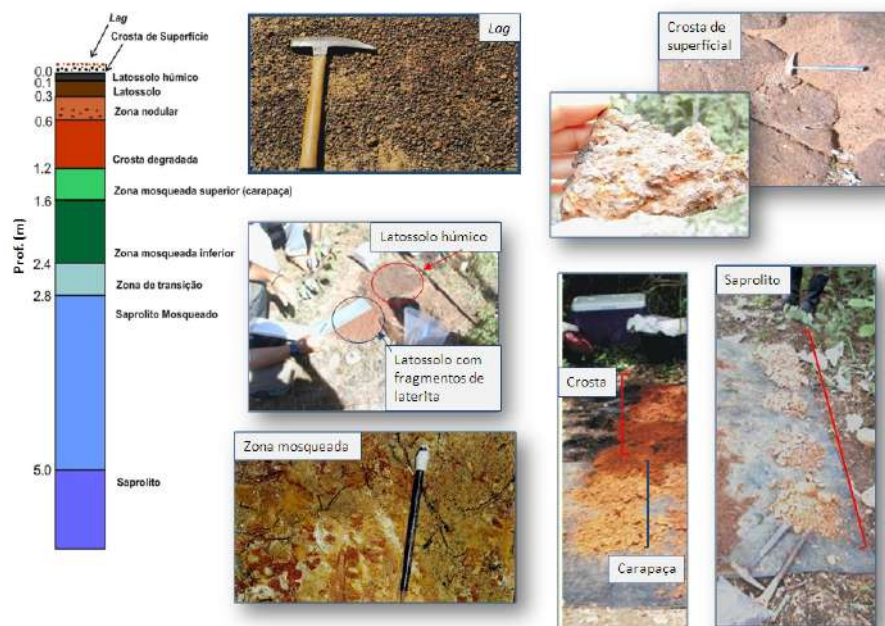 Lag
Crosta de Superfície
0.0
Latossolo húmico
0.1
Latossolo
0.3
Zona nodular
0.6
Crosta degradada
1.2
Zona mosqueada superior (carapaça)
1.6
Prof. (m)
Zona mosqueada inferior
2.4
Zona de transição
2.8
Saprolito Mosqueado
5.0
Saprolito
Lag
Crosta de
superfícial
Latossolo húmico
Latossolo com
fragmentos de
laterita
Zona mosqueada
Crosta
Carapaça
Saprolito